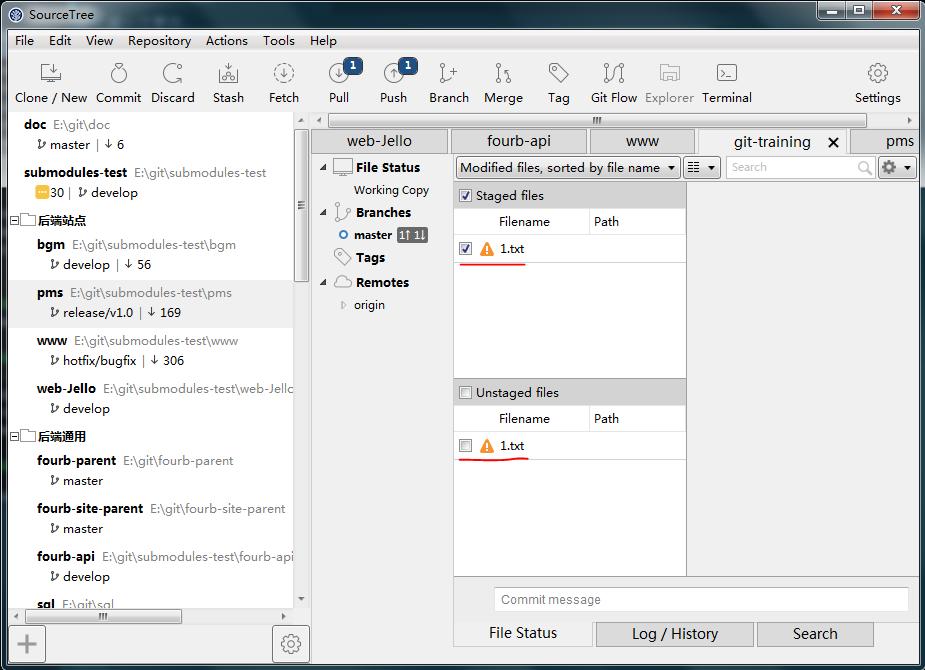 SourceTree
File Edit View Repository Actions Tools Help
1 1
Clone / New Commit Discard Stash Fetch Pull Push Branch Merge Tag Git Flow Explorer Terminal Settings
doc E:\git\doc
master | ↓ 6
submodules-test E:\git\submodules-test
30 | develop
后端站点
bgm E:\git\submodules-test\bgm
develop | ↓ 56
pms E:\git\submodules-test\pms
release/v1.0 | ↓ 169
www E:\git\submodules-test\www
hotfix/bugfix | ↓ 306
web-Jello E:\git\submodules-test\web-Jello
develop
后端通用
fourb-parent E:\git\fourb-parent
master
fourb-site-parent E:\git\fourb-site-parent
master
fourb-api E:\git\submodules-test\fourb-api
develop
sql E:\git\sql
web-Jello fourb-api www git-training pms
File Status
Working Copy
Branches
master 1↑ 1↓
Tags
Remotes
origin
Modified files, sorted by file name Search
Staged files
Filename Path
1.txt
Unstaged files
Filename Path
1.txt
Commit message
File Status Log / History Search